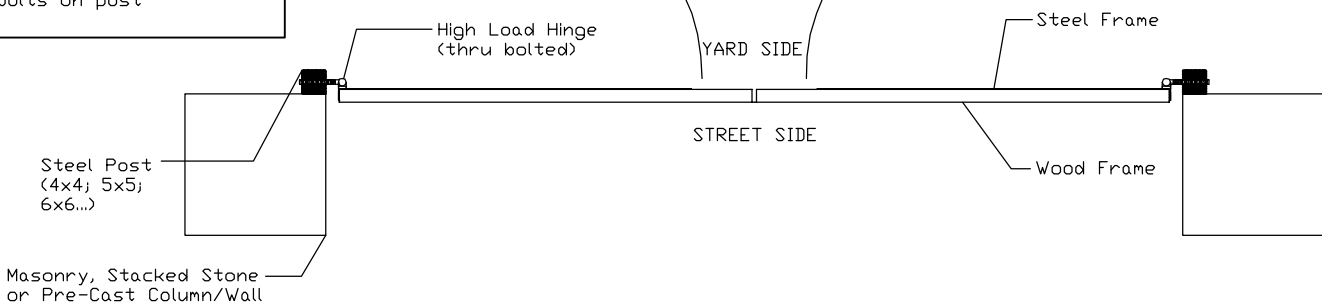 bolts on post
High Load Hinge
(thru bolted)
YARD SIDE
Steel Frame
STREET SIDE
Steel Post
(4x4; 5x5;
6x6...)
Wood Frame
Masonry, Stacked Stone
or Pre-Cast Column/Wall